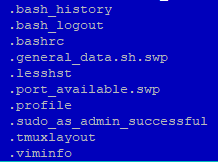 .bash_history
.bash_logout
.bashrc
.general_data.sh.swp
.lesshst
.port_available.swp
.profile
.sudo_as_admin_successful
.tmuxlayout
.viminfo